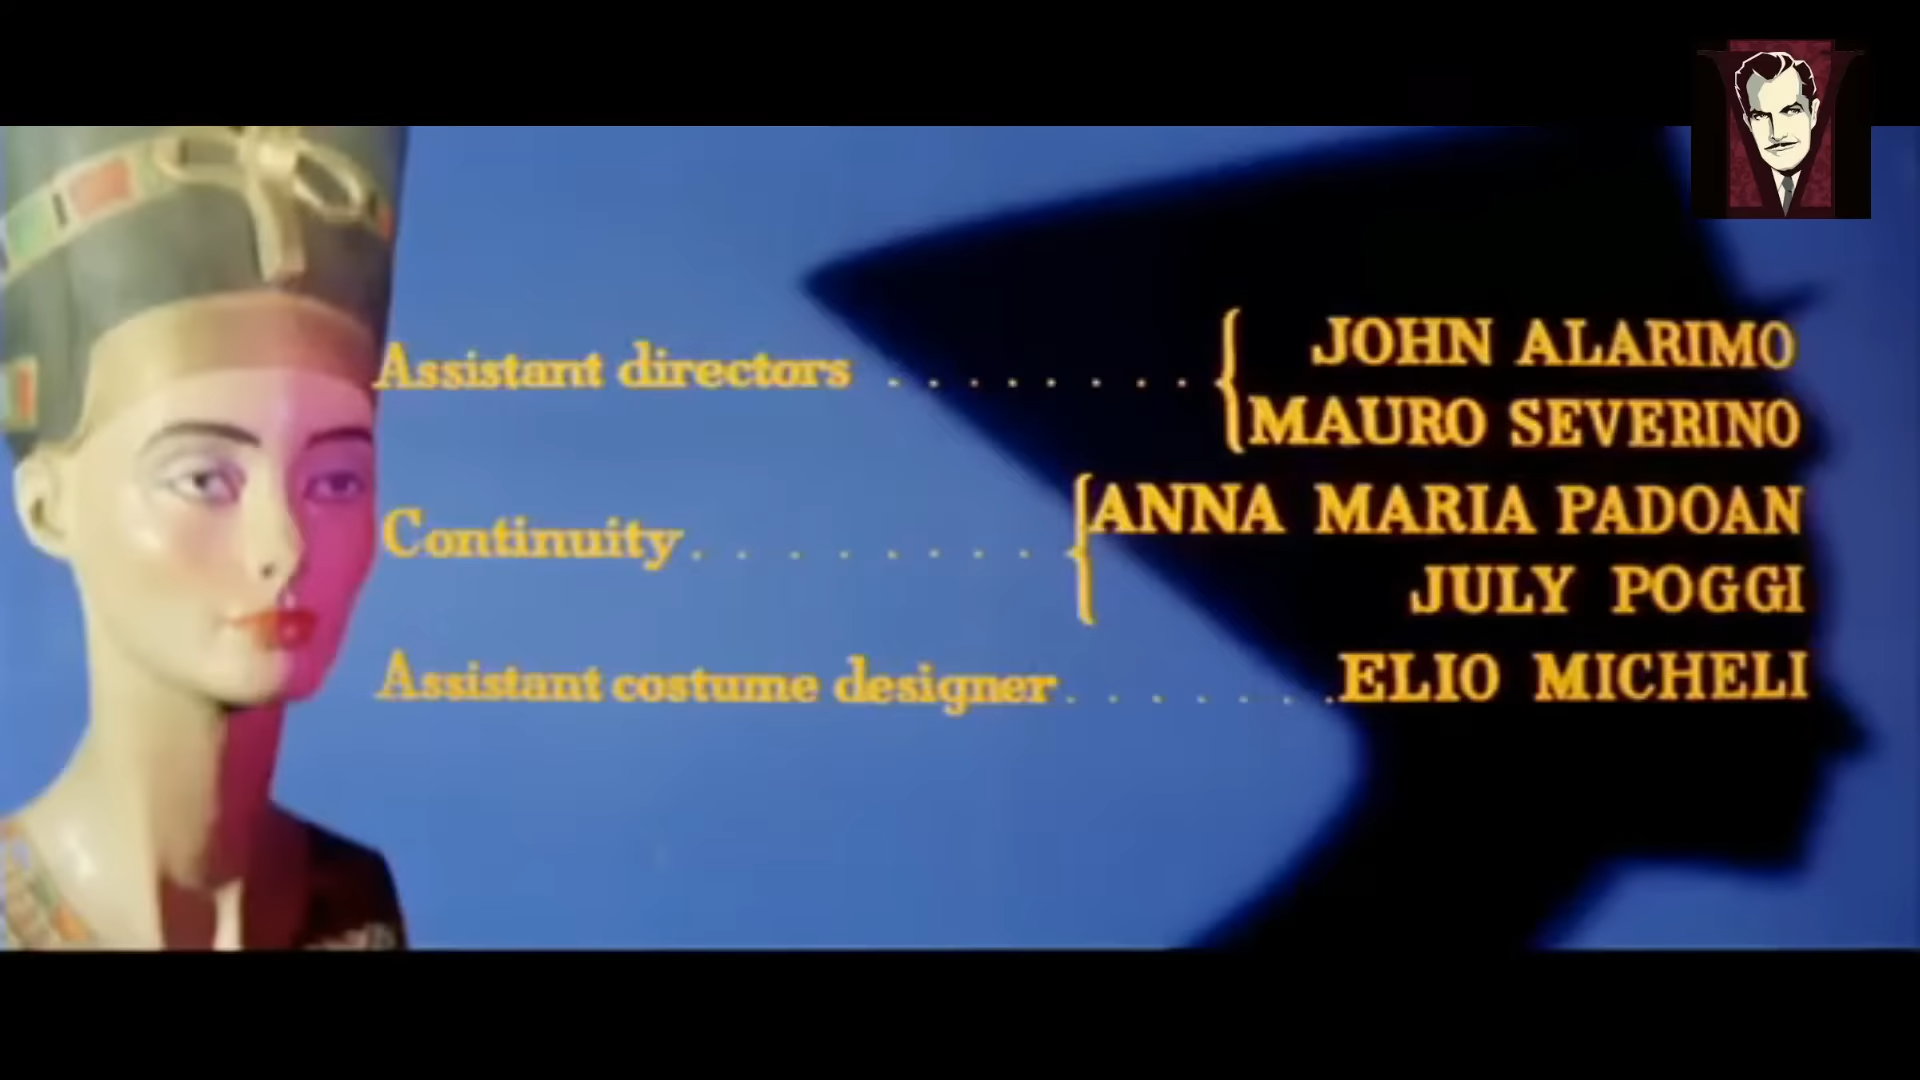 Assistant directors ........ { JOHN ALARIMO
MAURO SEVERINO
Continuity ........ { ANNA MARIA PADOAN
JULY POGGI
Assistant costume designer ....... ELIO MICHELI